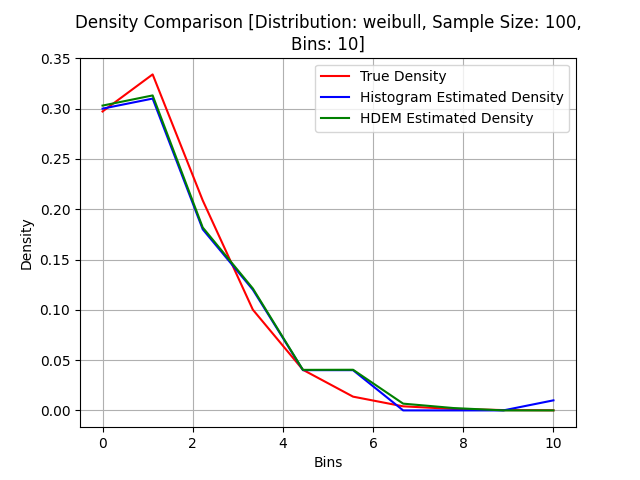 Density Comparison [Distribution: weibull, Sample Size: 100,
Bins: 10]
True Density
Histogram Estimated Density
HDEM Estimated Density
Density
0.35
0.30
0.25
0.20
0.15
0.10
0.05
0.00
0 2 4 6 8 10
Bins